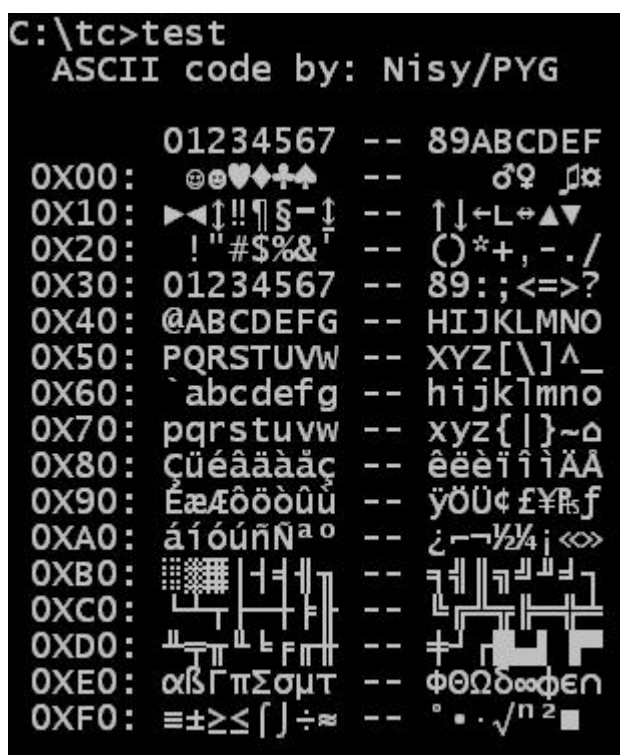 C:\tc>test
ASCII code by: Nisy/PYG
01234567 -- 89ABCDEF
0X00: ☺☻♥♦♣♠ -- ♂♀ ♫¤
0X10: ►◄↕‼¶§−↨ -- ↑↓←∟↔▲▼
0X20: !"#$%&' -- ()*+,-./
0X30: 01234567 -- 89:;<=>?
0X40: @ABCDEFG -- HIJKLMNO
0X50: PQRSTUVW -- XYZ[\]^_
0X60: `abcdefg -- hijklmno
0X70: pqrstuvw -- xyz{|}~⌂
0X80: Çüéâäàåç -- êëèïîìÄÅ
0X90: ÉæÆôöòûù -- ÿÖÜ¢£¥₧ƒ
0XA0: áíóúñÑªº -- ¿⌐¬½¼¡«»
0XB0: ░▒▓│┤╡╢╖ -- ╕╣║╗╝╜╛┐
0XC0: └┴┬├─┼╞╟ -- ╚╔╩╦╠═╬╧
0XD0: ╨╤╥╙╘╒╓╫ -- ╪┘┌█▄▌▐▀
0XE0: αßΓπΣσµτ -- ΦΘΩδ∞φε∩
0XF0: ≡±≥≤⌠⌡÷≈ -- °∙·√ⁿ²■